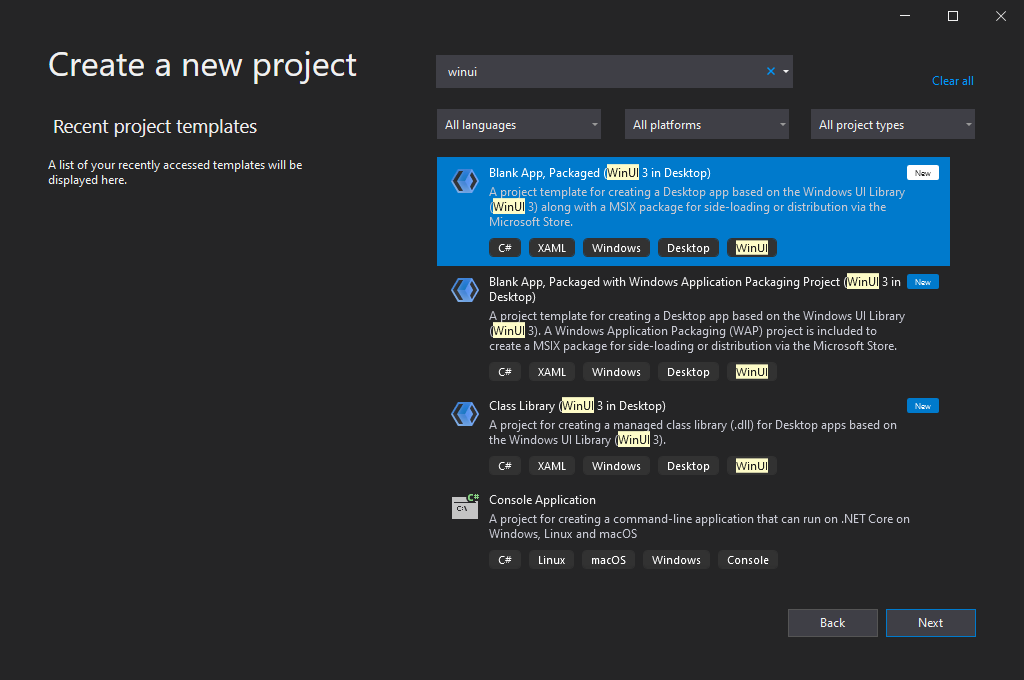 Create a new project
Recent project templates
A list of your recently accessed templates will be
displayed here.
winui
Clear all
All languages
All platforms
All project types
Blank App, Packaged (WinUI 3 in Desktop)
New
A project template for creating a Desktop app based on the Windows UI Library
(WinUI 3) along with a MSIX package for side-loading or distribution via the
Microsoft Store.
C# XAML Windows Desktop WinUI
Blank App, Packaged with Windows Application Packaging Project (WinUI 3 in
Desktop)
New
A project template for creating a Desktop app based on the Windows UI Library
(WinUI 3). A Windows Application Packaging (WAP) project is included to
create a MSIX package for side-loading or distribution via the Microsoft Store.
C# XAML Windows Desktop WinUI
Class Library (WinUI 3 in Desktop)
New
A project for creating a managed class library (.dll) for Desktop apps based on
the Windows UI Library (WinUI 3).
C# XAML Windows Desktop WinUI
C#
C:\
Console Application
A project for creating a command-line application that can run on .NET Core on
Windows, Linux and macOS
C# Linux macOS Windows Console
Back
Next